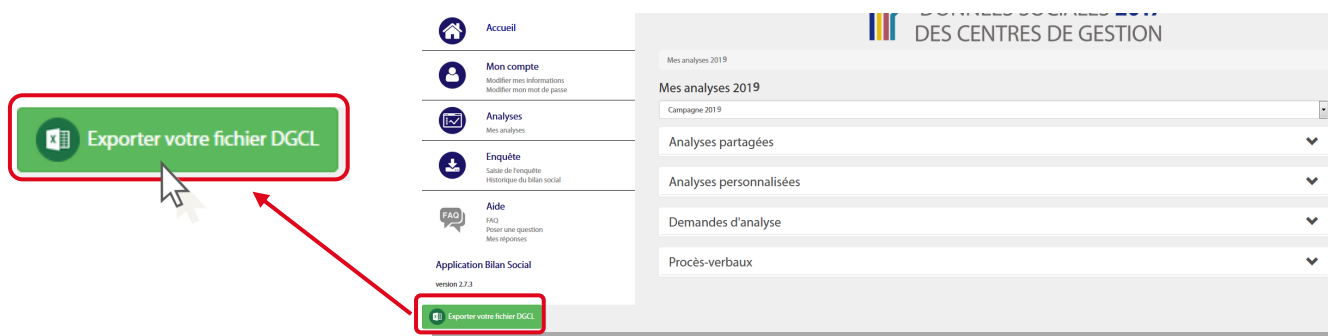 Exporter votre fichier DGCL
Accueil
Mon compte
Modifier mes informations
Modifier mon mot de passe
Analyses
Mes analyses
Enquête
Saisie de l'enquête
Historique du bilan social
FAQ
Aide
FAQ
Poser une question
Mes réponses
Application Bilan Social
version 2.7.3
Exporter votre fichier DGCL
DONNÉES SOCIALES 2017
DES CENTRES DE GESTION
Mes analyses 2019
Mes analyses 2019
Campagne 2019
Analyses partagées
Analyses personnalisées
Demandes d'analyse
Procès-verbaux